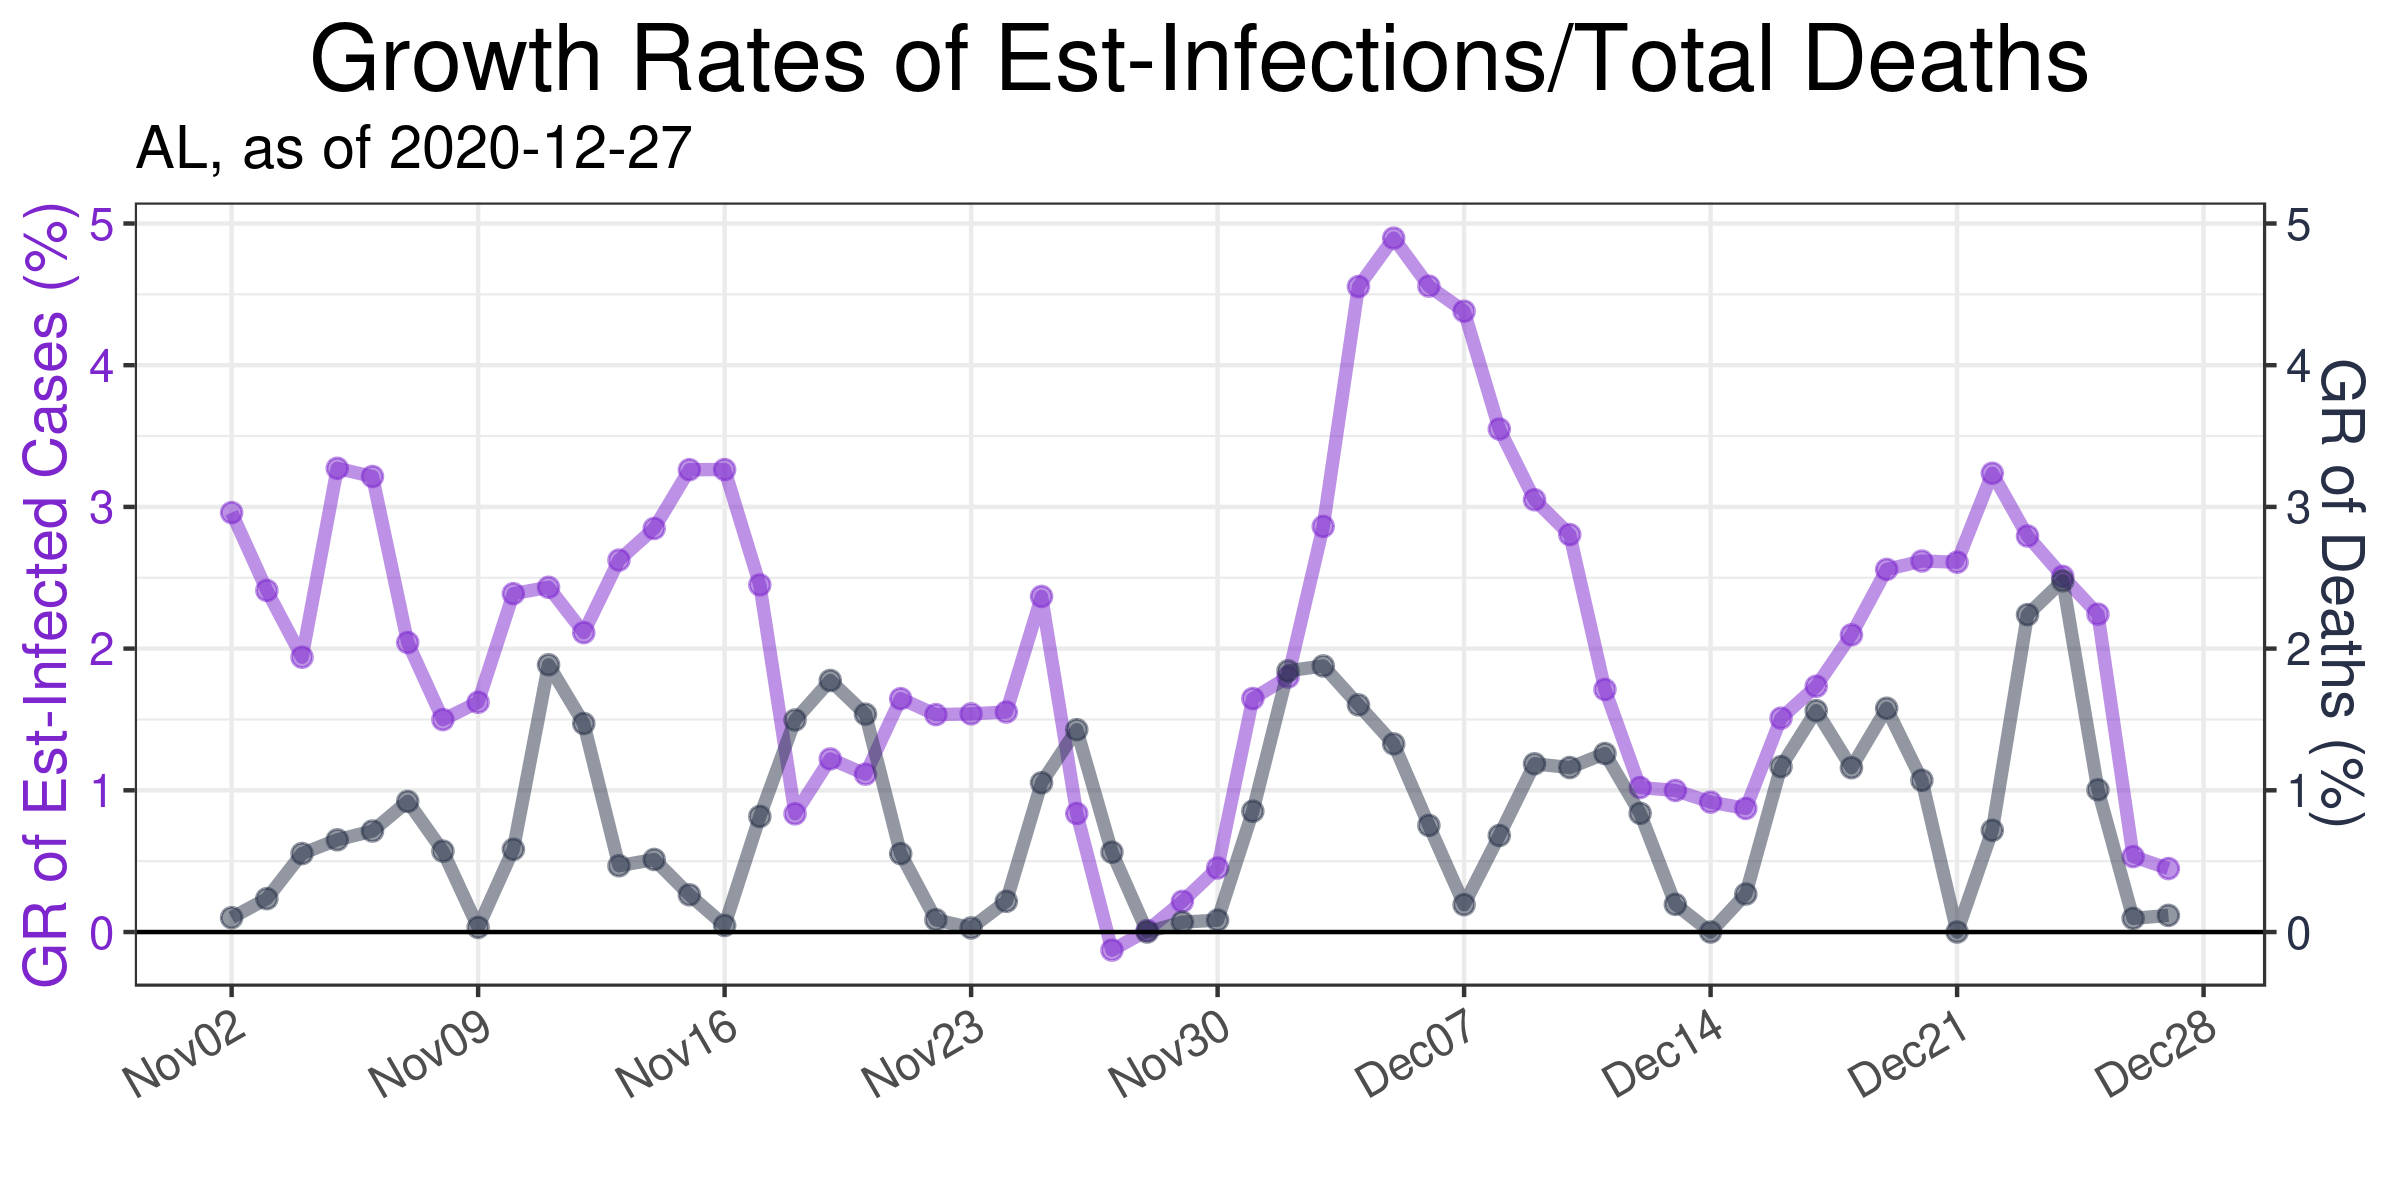 Growth Rates of Est-Infections/Total Deaths
AL, as of 2020-12-27
GR of Est-Infected Cases (%)
5
4
3
2
1
0
5
4
3
2
1
0
GR of Deaths (%)
Nov02
Nov09
Nov16
Nov23
Nov30
Dec07
Dec14
Dec21
Dec28